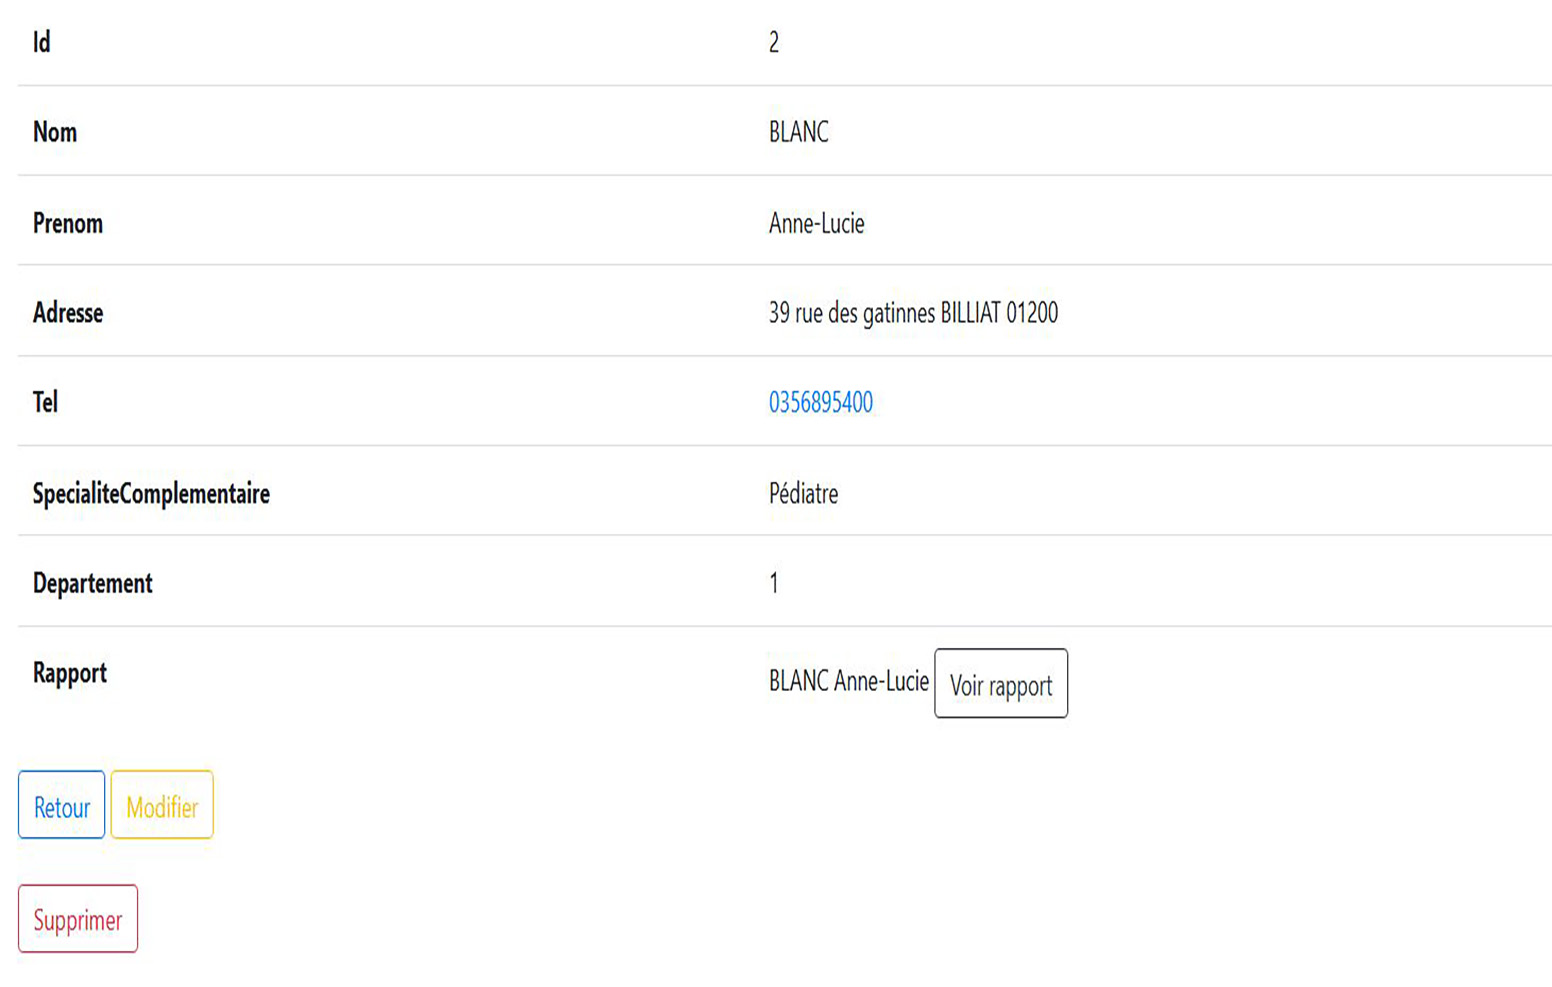 Id 2
Nom BLANC
Prenom Anne-Lucie
Adresse 39 rue des gatinnes BILLIAT 01200
Tel 0356895400
SpecialiteComplementaire Pédiatre
Departement 1
Rapport BLANC Anne-Lucie Voir rapport
Retour Modifier
Supprimer